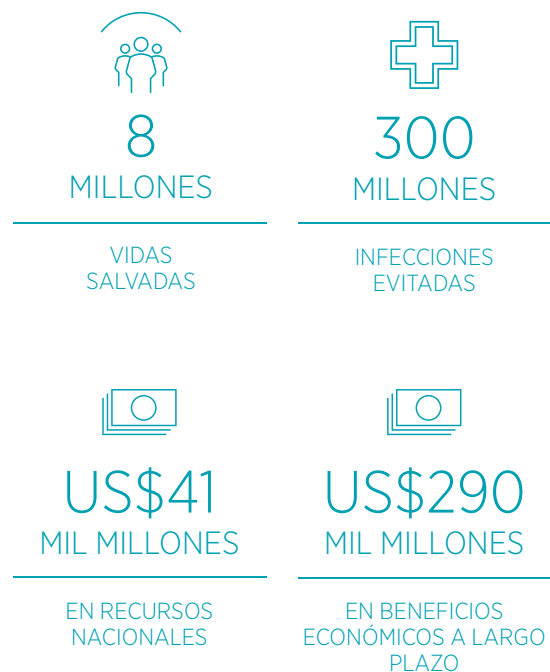 8
MILLONES
VIDAS
SALVADAS
300
MILLONES
INFECCIONES
EVITADAS
US$41
MIL MILLONES
EN RECURSOS
NACIONALES
US$290
MIL MILLONES
EN BENEFICIOS
ECONÓMICOS A LARGO
PLAZO